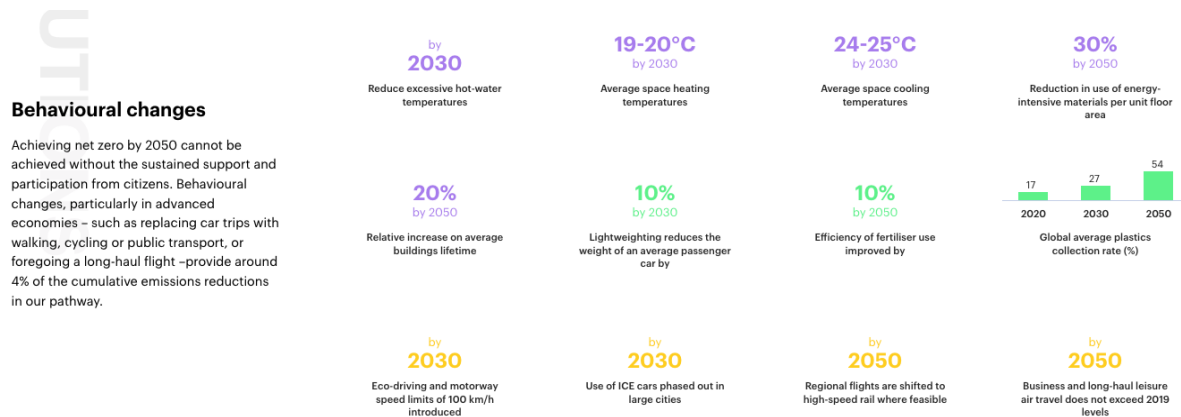 Behavioural changes
Achieving net zero by 2050 cannot be
achieved without the sustained support and
participation from citizens. Behavioural
changes, particularly in advanced
economies – such as replacing car trips with
walking, cycling or public transport, or
foregoing a long-haul flight –provide around
4% of the cumulative emissions reductions
in our pathway.
by
2030
Reduce excessive hot-water
temperatures
19-20°C
by 2030
Average space heating
temperatures
24-25°C
by 2030
Average space cooling
temperatures
30%
by 2050
Reduction in use of energy-
intensive materials per unit floor
area
20%
by 2050
Relative increase on average
buildings lifetime
10%
by 2030
Lightweighting reduces the
weight of an average passenger
car by
10%
by 2050
Efficiency of fertiliser use
improved by
17 27 54
2020 2030 2050
Global average plastics
collection rate (%)
by
2030
Eco-driving and motorway
speed limits of 100 km/h
introduced
by
2030
Use of ICE cars phased out in
large cities
by
2050
Regional flights are shifted to
high-speed rail where feasible
by
2050
Business and long-haul leisure
air travel does not exceed 2019
levels